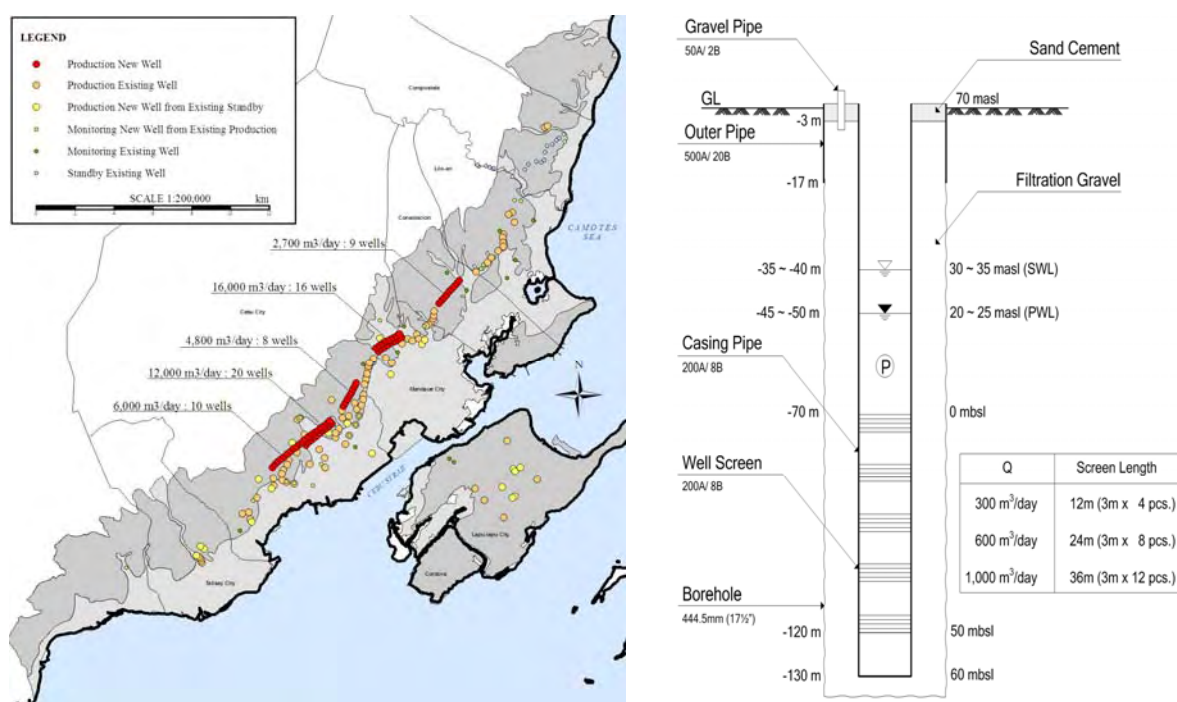 LEGEND
Production New Well
Production Existing Well
Production New Well from Existing Standby
Monitoring New Well from Existing Production
Monitoring Existing Well
Standby Existing Well
SCALE 1:200,000 km
Compostela
Lilo-an
Consolacion
CAMOTES
SEA
2,700 m3/day : 9 wells
16,000 m3/day : 16 wells
Cebu City
4,800 m3/day : 8 wells
12,000 m3/day : 20 wells
6,000 m3/day : 10 wells
Mandaue City
N
Lapu-lapu City
Cordova
Talisay City
Gravel Pipe
50A/ 2B
Sand Cement
GL
70 masl
-3 m
Outer Pipe
500A/ 20B
-17 m
Filtration Gravel
-35 ~ -40 m
30 ~ 35 masl (SWL)
-45 ~ -50 m
20 ~ 25 masl (PWL)
Casing Pipe
200A/ 8B
P
-70 m
0 mbsl
Well Screen
200A/ 8B
Q Screen Length
300 m³/day 12m (3m x 4 pcs.)
600 m³/day 24m (3m x 8 pcs.)
1,000 m³/day 36m (3m x 12 pcs.)
Borehole
444.5mm (17½")
-120 m
50 mbsl
-130 m
60 mbsl